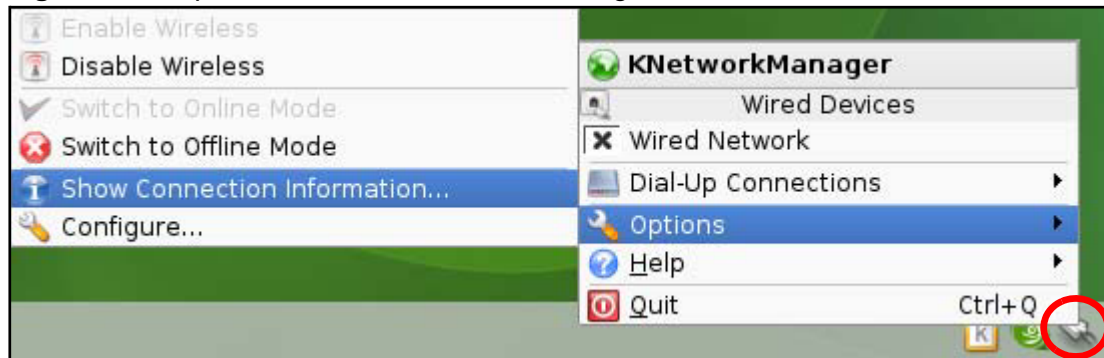 Enable Wireless
Disable Wireless
Switch to Online Mode
Switch to Offline Mode
Show Connection Information...
Configure...
KNetworkManager
Wired Devices
Wired Network
Dial-Up Connections
Options
Help
Quit Ctrl+Q
K